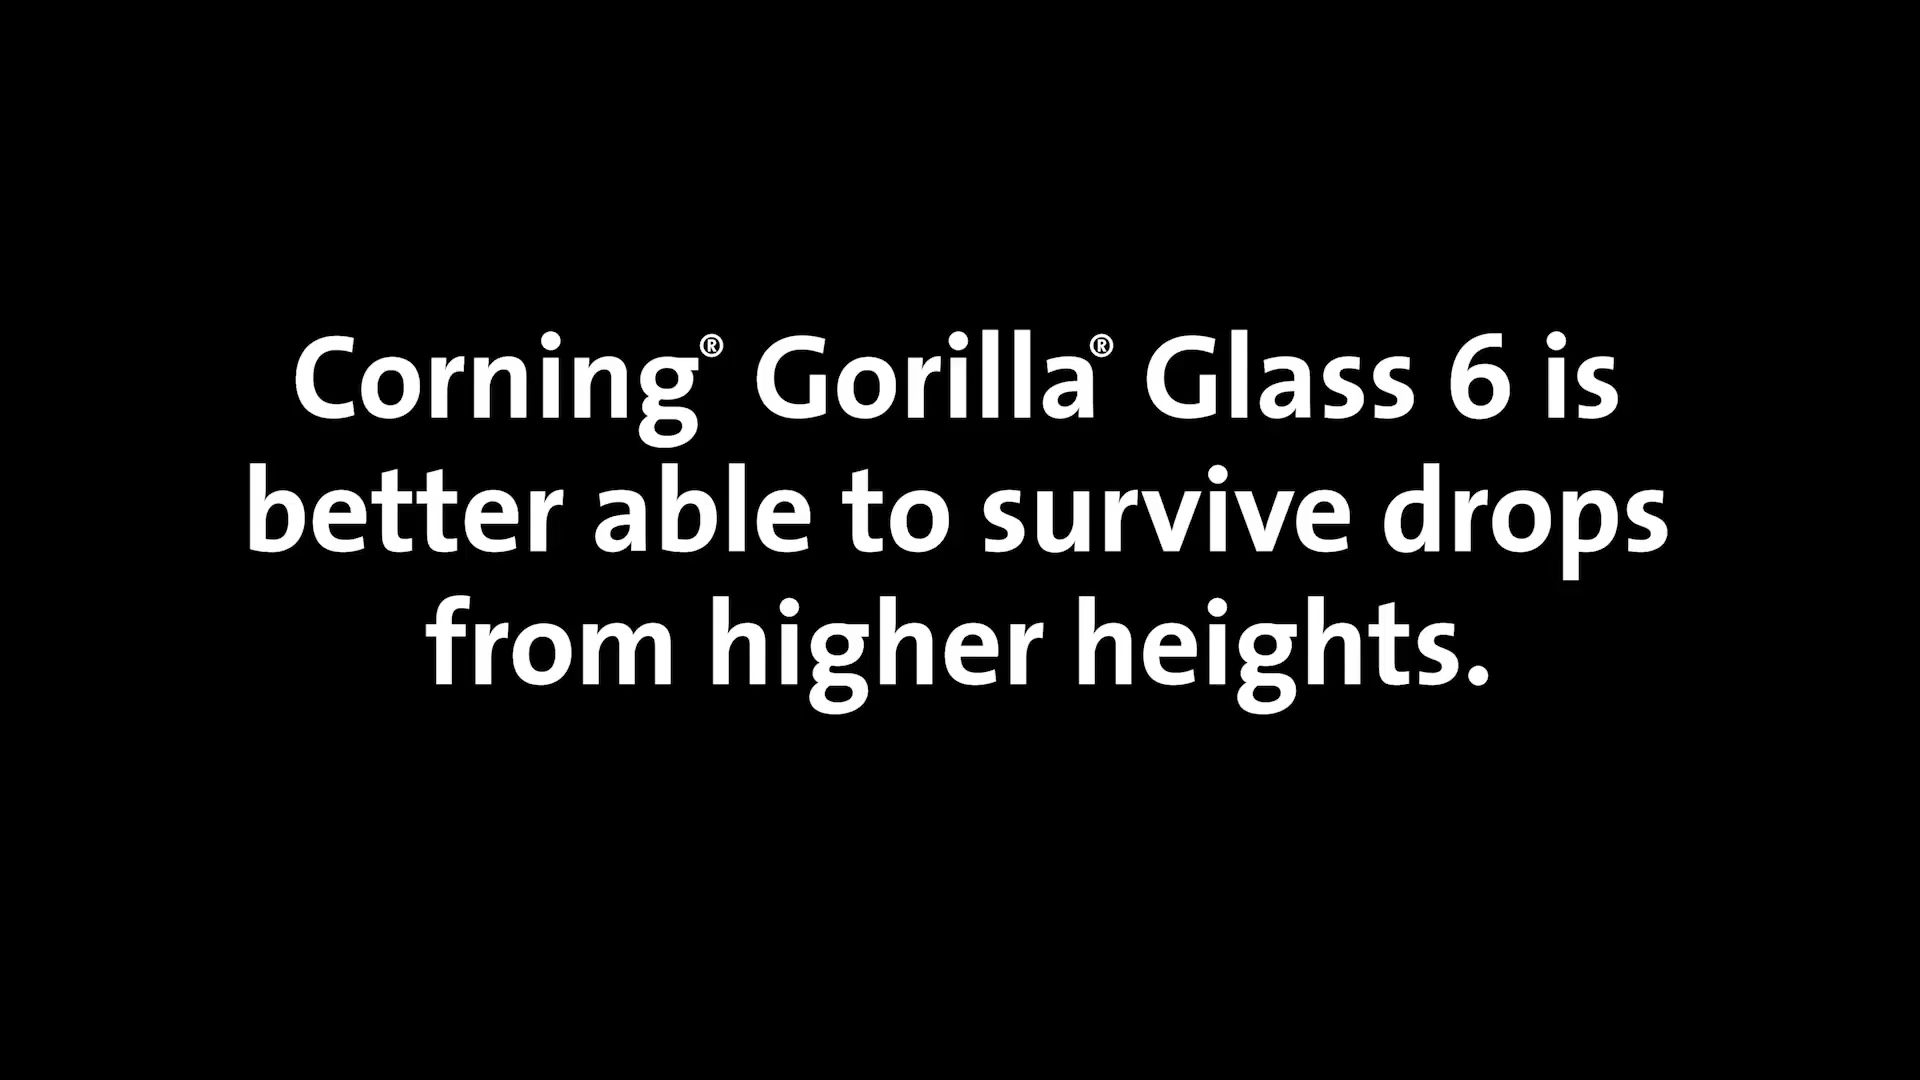 Corning® Gorilla® Glass 6 is
better able to survive drops
from higher heights.